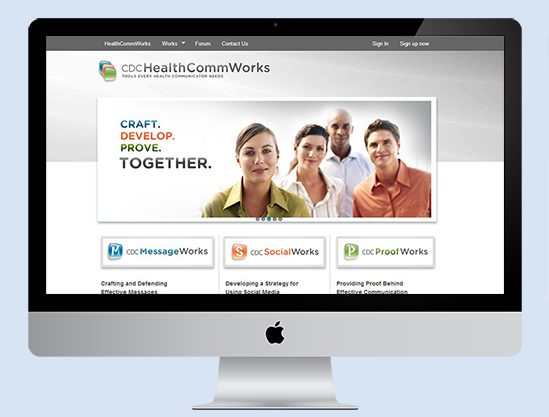 HealthCommWorks Works Forum Contact Us Sign In Sign up now
CDCHealthCommWorks
TOOLS EVERY HEALTH COMMUNICATOR NEEDS
CRAFT.
DEVELOP.
PROVE.
TOGETHER.
M CDC MessageWorks S CDC SocialWorks P CDC ProofWorks
Crafting and Defending
Effective Messages
Developing a Strategy for
Using Social Media
Providing Proof Behind
Effective Communication